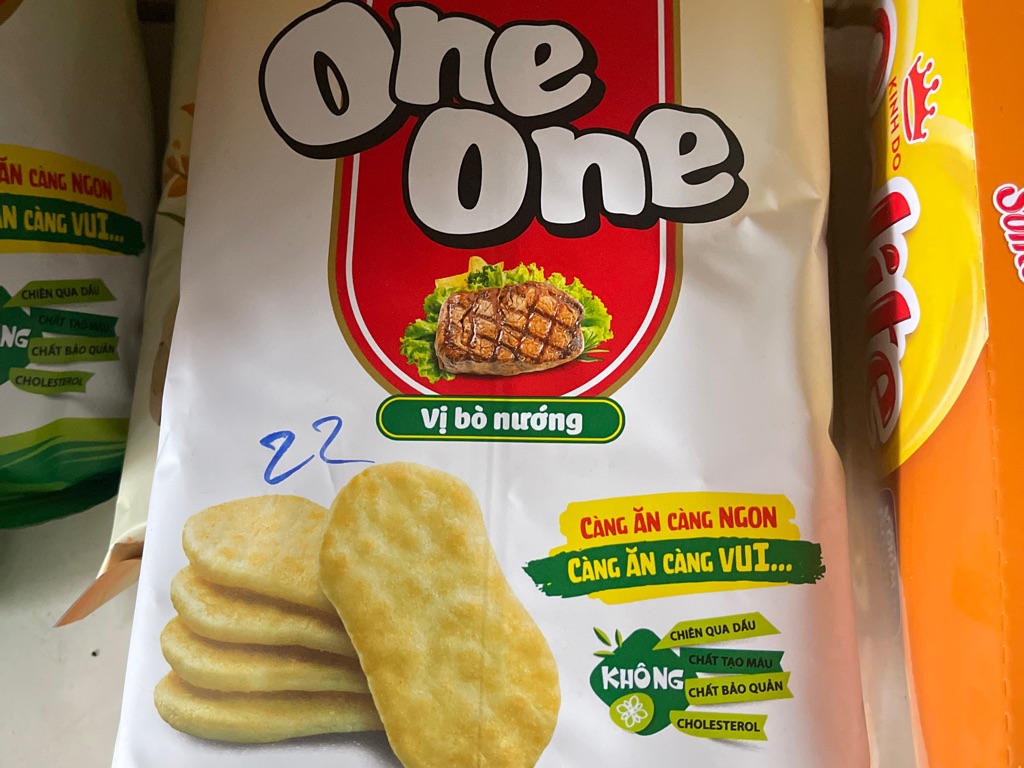 One
One
Vị bò nướng
22
CÀNG ĂN CÀNG NGON
CÀNG ĂN CÀNG VUI...
KHÔNG
CHIÊN QUA DẦU
CHẤT TẠO MÀU
CHẤT BẢO QUẢN
CHOLESTEROL
ĂN CÀNG NGON
ĂN CÀNG VUI...
CHIÊN QUA DẦU
CHẤT TẠO MÀU
CHẤT BẢO QUẢN
CHOLESTEROL
NG
KINH DO